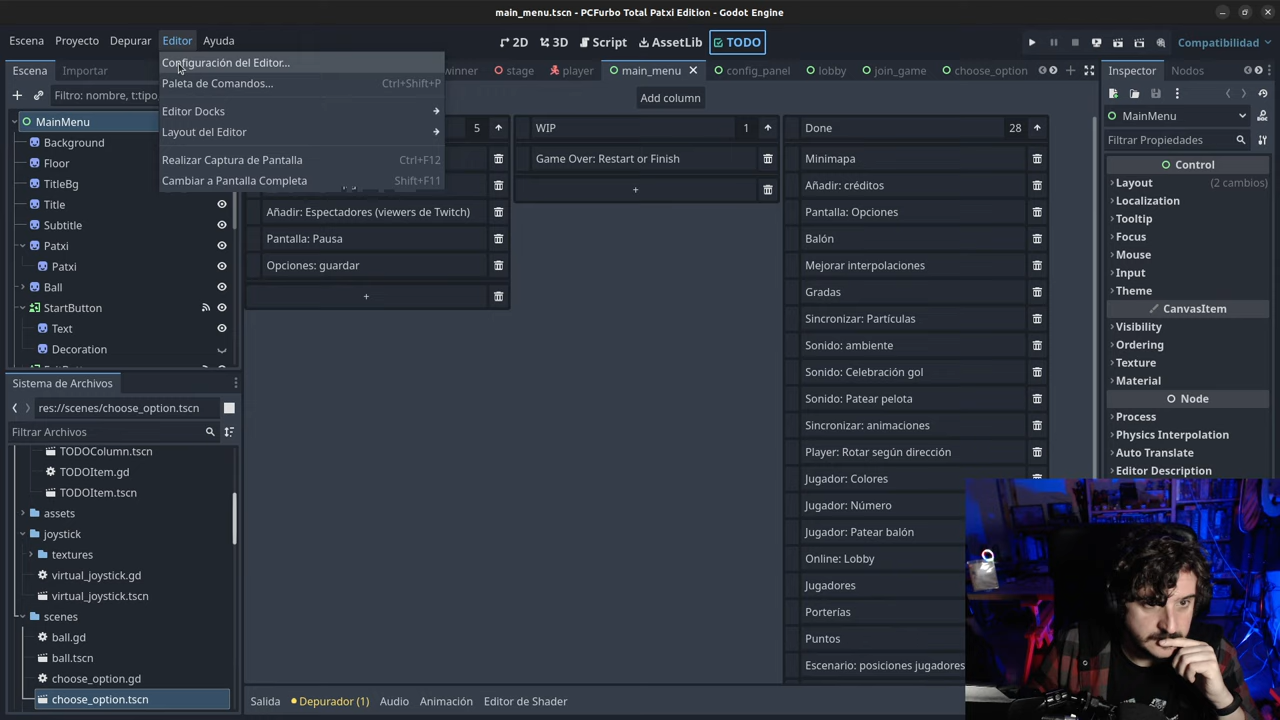 main_menu.tscn - PCFurbo Total Patxi Edition - Godot Engine
Escena Proyecto Depurar Editor Ayuda
2D 3D Script AssetLib TODO
Compatibilidad
Configuración del Editor...
Paleta de Comandos... Ctrl+Shift+P
Editor Docks
Layout del Editor
Realizar Captura de Pantalla Ctrl+F12
Cambiar a Pantalla Completa Shift+F11
Escena Importar
Filtro: nombre, t:tipo
MainMenu
Background
Floor
TitleBg
Title
Subtitle
Patxi
Patxi
Ball
StartButton
Text
Decoration
Sistema de Archivos
res://scenes/choose_option.tscn
Filtrar Archivos
TODOColumn.tscn
TODOItem.gd
TODOItem.tscn
assets
joystick
textures
virtual_joystick.gd
virtual_joystick.tscn
scenes
ball.gd
ball.tscn
choose_option.gd
choose_option.tscn
winner stage player main_menu config_panel lobby join_game choose_option
Add column
5
Añadir: Espectadores (viewers de Twitch)
Pantalla: Pausa
Opciones: guardar
+
WIP 1
Game Over: Restart or Finish
+
Done 28
Minimapa
Añadir: créditos
Pantalla: Opciones
Balón
Mejorar interpolaciones
Gradas
Sincronizar: Partículas
Sonido: ambiente
Sonido: Celebración gol
Sonido: Patear pelota
Sincronizar: animaciones
Player: Rotar según dirección
Jugador: Colores
Jugador: Número
Jugador: Patear balón
Online: Lobby
Jugadores
Porterías
Puntos
Escenario: posiciones jugadores
Salida Depurador (1) Audio Animación Editor de Shader
Inspector Nodos
MainMenu
Filtrar Propiedades
Control
Layout (2 cambios)
Localization
Tooltip
Focus
Mouse
Input
Theme
CanvasItem
Visibility
Ordering
Texture
Material
Node
Process
Physics Interpolation
Auto Translate
Editor Description